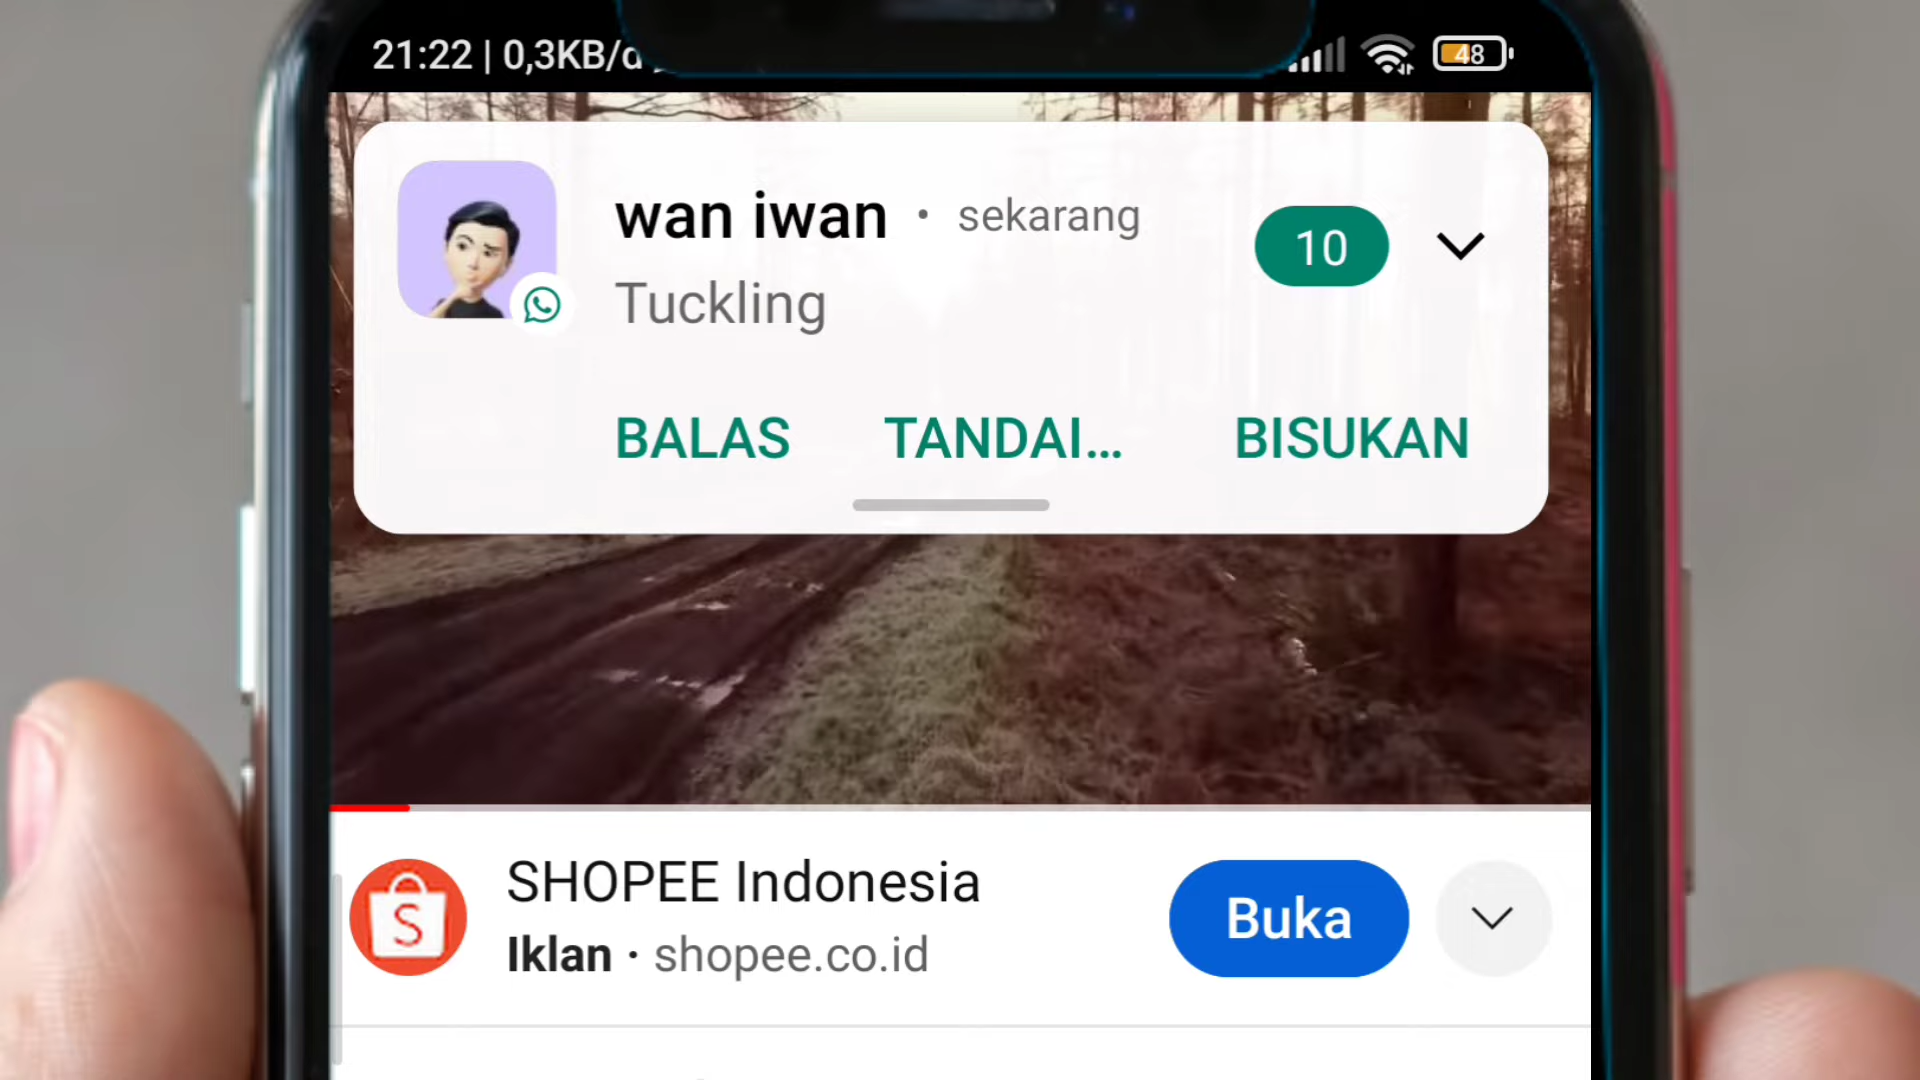 21:22 | 0,3KB/d
48
wan iwan • sekarang
10
Tuckling
BALAS TANDAI... BISUKAN
SHOPEE Indonesia
Buka
S
Iklan · shopee.co.id